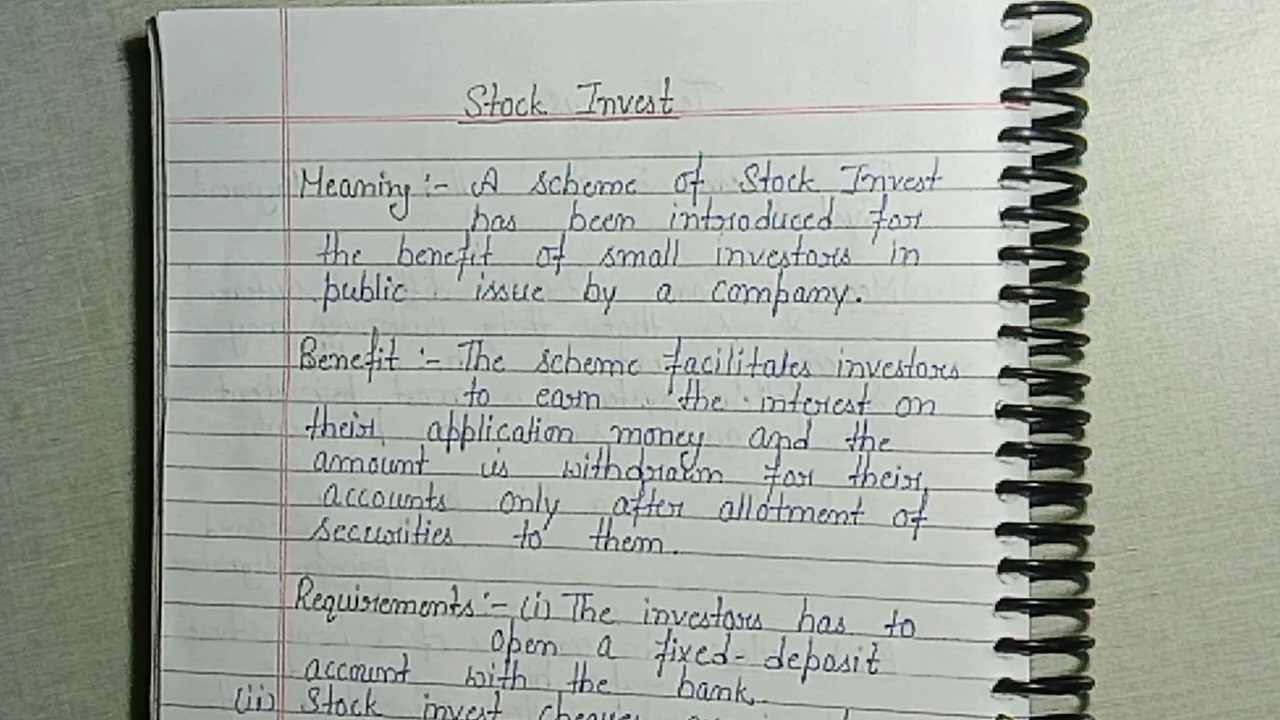 Stock Invest
Meaning :- A scheme of Stock Invest
has been introduced for
the benefit of small investors in
public issue by a company.
Benefit :- The scheme facilitates investors
to earn the interest on
their application money and the
amount is withdrawn for their
accounts only after allotment of
securities to them.
Requirements :- (i) The investors has to
open a fixed-deposit
account with the bank.
(ii) Stock invest cheques